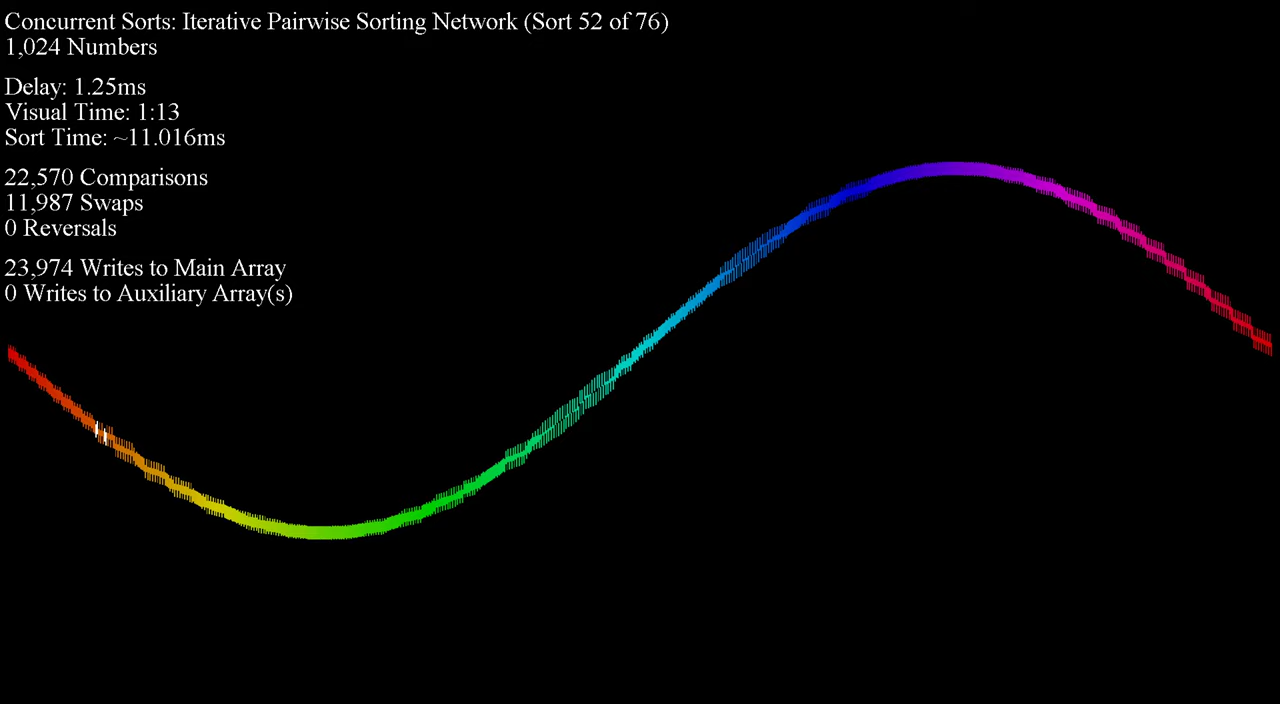 Concurrent Sorts: Iterative Pairwise Sorting Network (Sort 52 of 76)
1,024 Numbers
Delay: 1.25ms
Visual Time: 1:13
Sort Time: ~11.016ms
22,570 Comparisons
11,987 Swaps
0 Reversals
23,974 Writes to Main Array
0 Writes to Auxiliary Array(s)